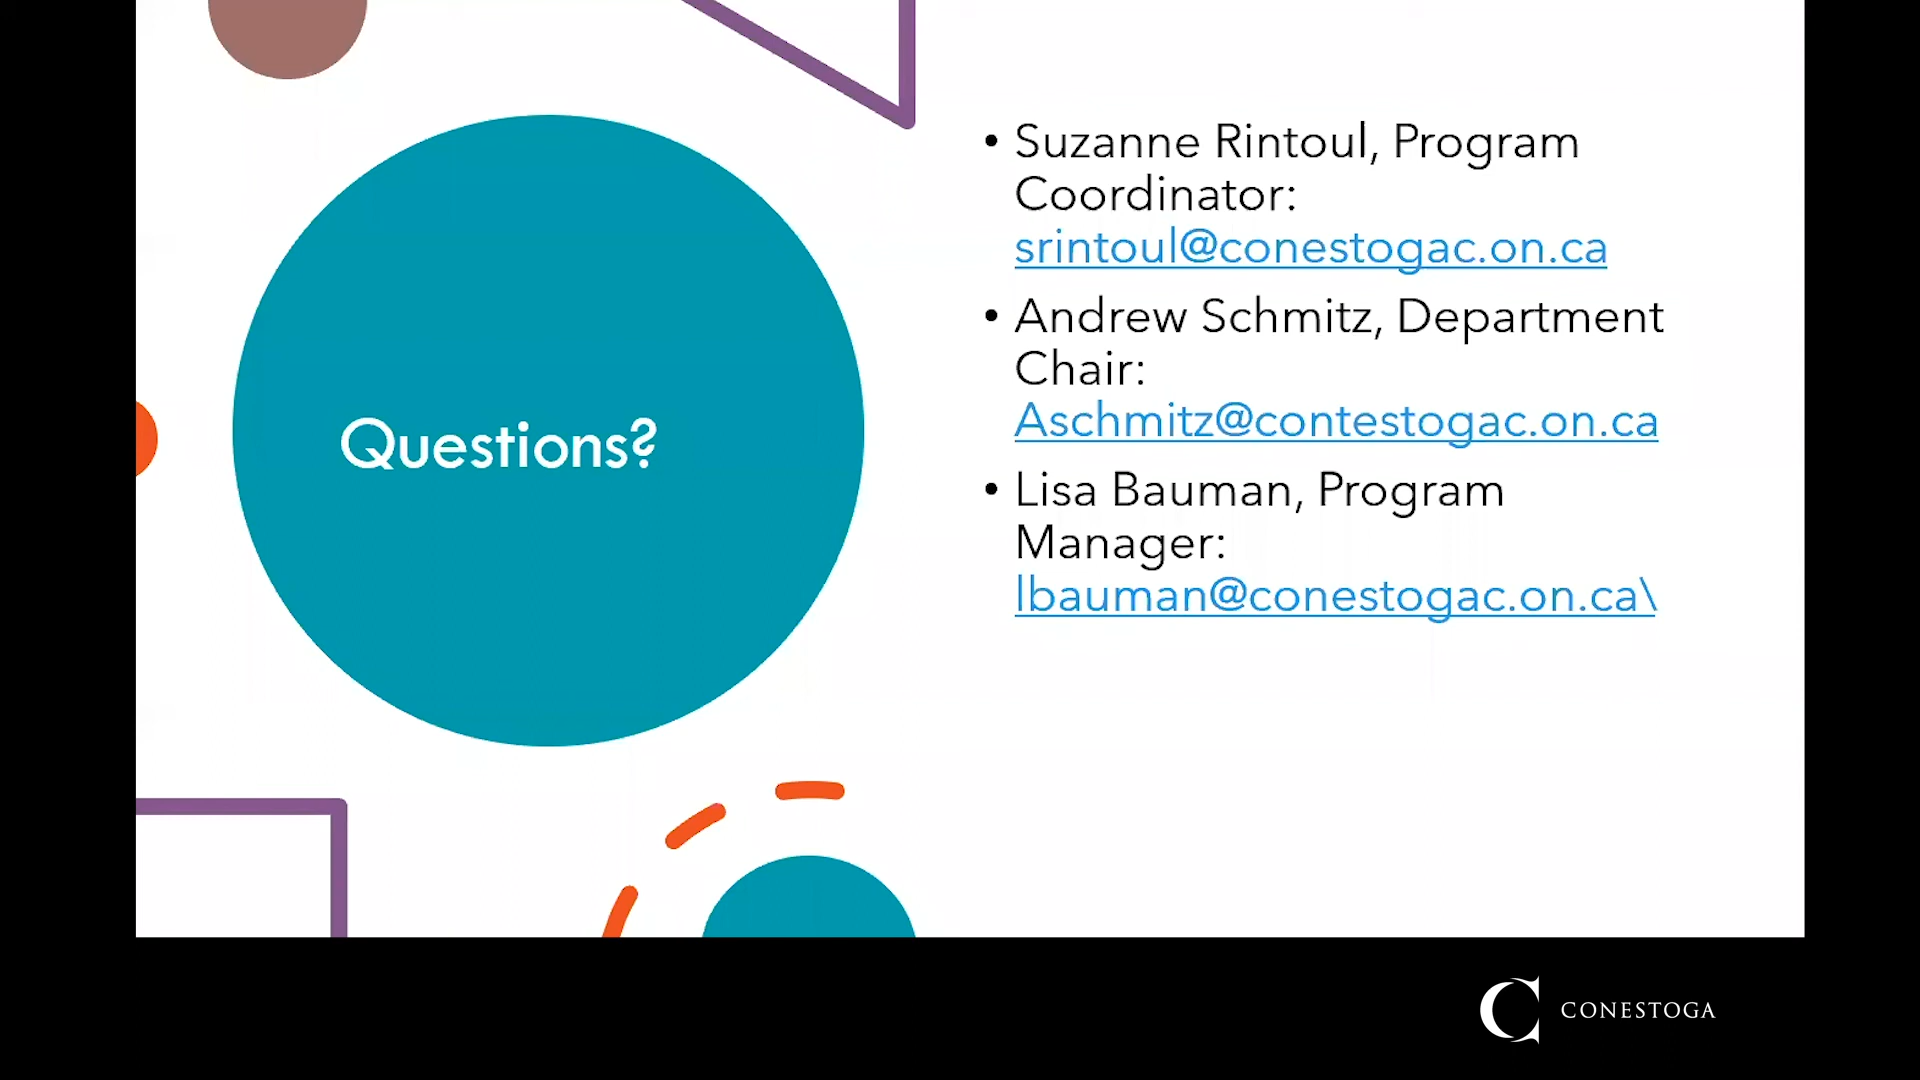 Questions?
• Suzanne Rintoul, Program
Coordinator:
srintoul@conestogac.on.ca
• Andrew Schmitz, Department
Chair:
Aschmitz@contestogac.on.ca
• Lisa Bauman, Program
Manager:
lbauman@conestogac.on.ca\
CONESTOGA